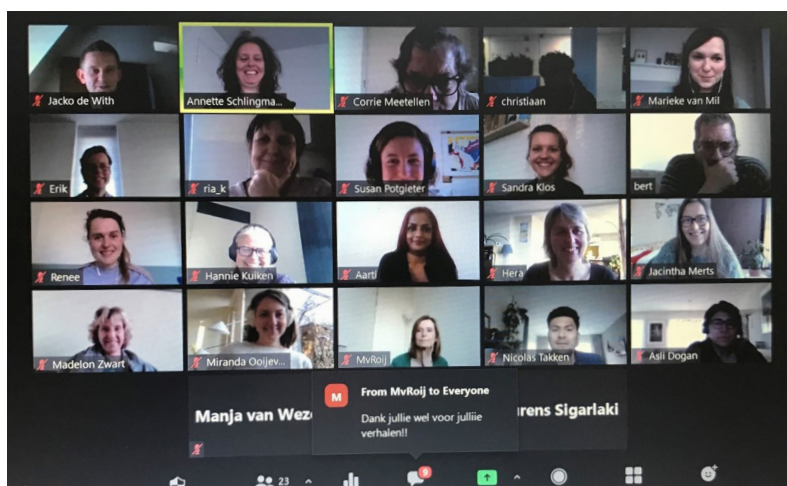 Jacko de With
Annette Schlingma...
Corrie Meetellen
christiaan
Marieke van Mil
Erik
ria_k
Susan Potgieter
Sandra Klos
bert
Renee
Hannie Kuiken
Aarti
Hera
Jacintha Merts
Madelon Zwart
Miranda Ooijev...
MvRoij
Nicolas Takken
Asli Dogan
Manja van Wez
M
From MvRoij to Everyone
Dank jullie wel voor julliie
verhalen!!
rens Sigarlaki
23
9